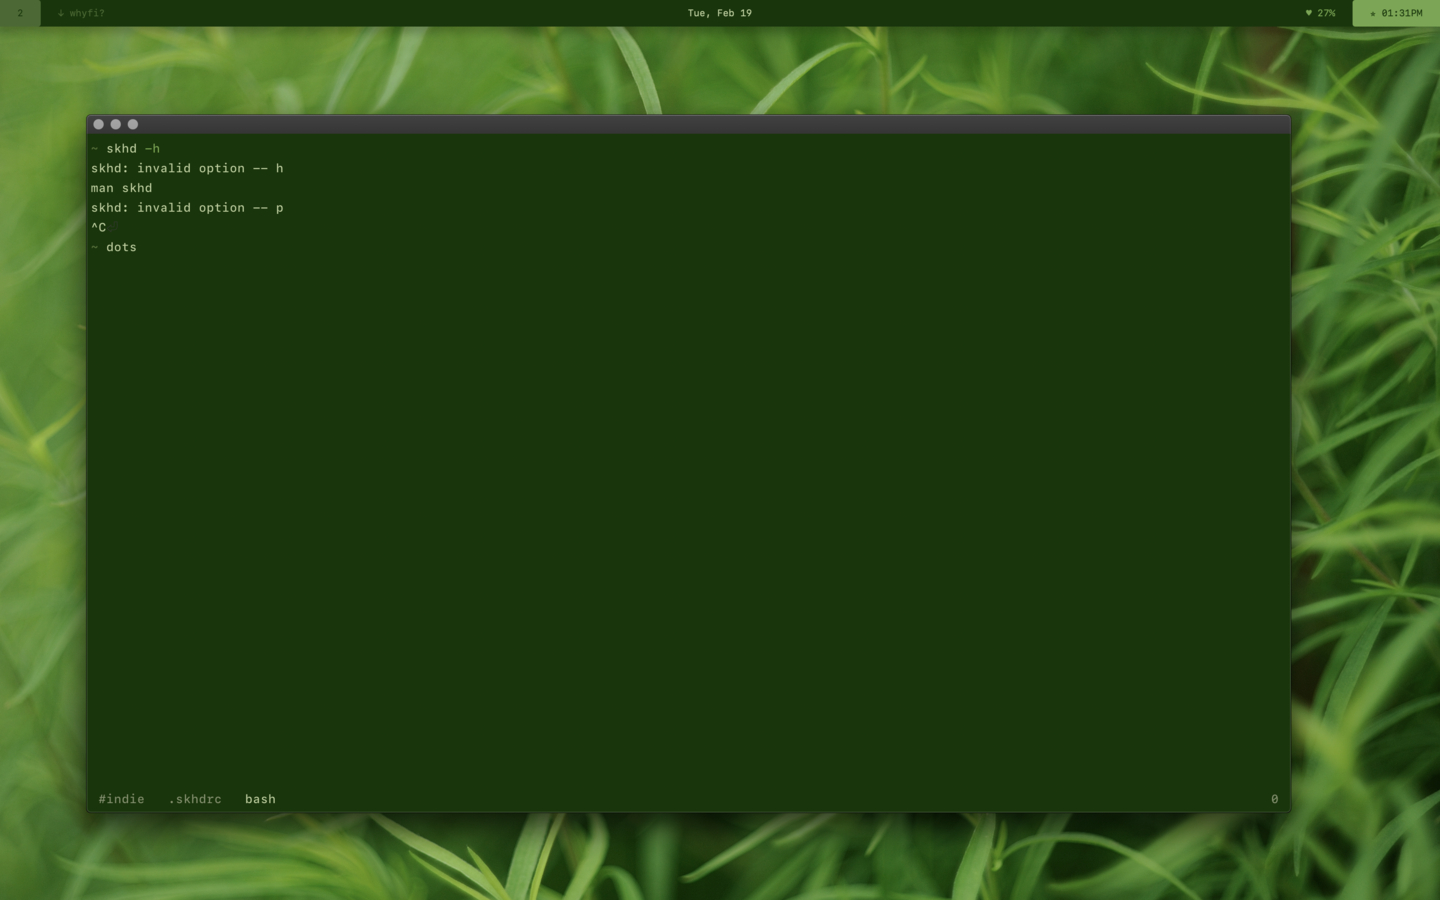 2 ↓ whyfi? Tue, Feb 19 ♥ 27% ★ 01:31PM
~ skhd -h
skhd: invalid option -- h
man skhd
skhd: invalid option -- p
^C
~ dots
#indie .skhdrc bash 0